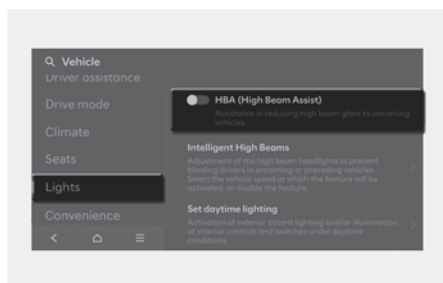 Vehicle
Driver assistance
Drive mode
Climate
Seats
Lights
Convenience
HBA (High Beam Assist)
Assistance in reducing high beam glare to oncoming
vehicles.
Intelligent High Beams
Adjustment of the high beam headlights to prevent
blinding drivers in oncoming or preceding vehicles.
Select the vehicle speed at which the feature will be
activated, or disable the feature.
Set daytime lighting
Activation of exterior accent lighting and/or illumination
of interior controls and switches under daytime
conditions